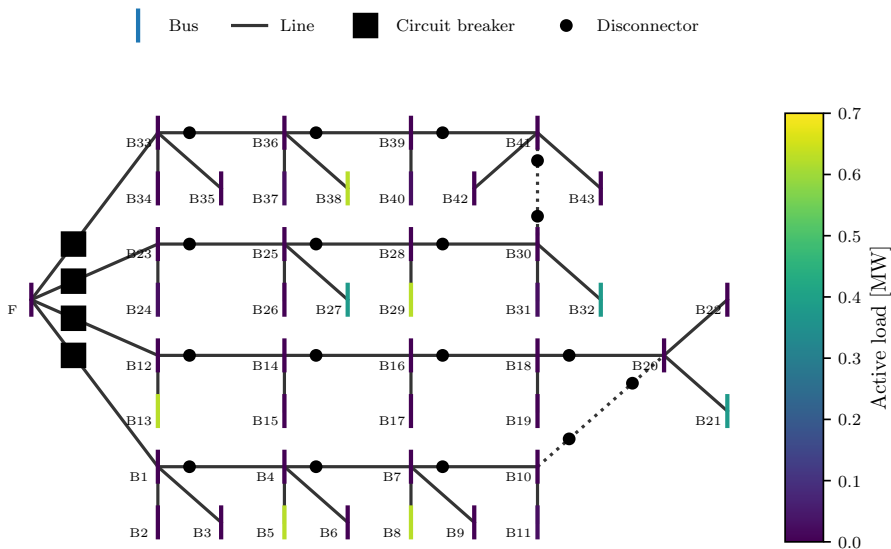 Bus Line Circuit breaker Disconnector
B33 B36 B39 B41
B34 B35 B37 B38 B40 B42 B43
B23 B25 B28 B30
F
B24 B26 B27 B29 B31 B32 B22
B12 B14 B16 B18 B20
B13 B15 B17 B19 B21
B1 B4 B7 B10
B2 B3 B5 B6 B8 B9 B11
0.7
0.6
0.5
0.4
0.3
0.2
0.1
0.0
Active load [MW]